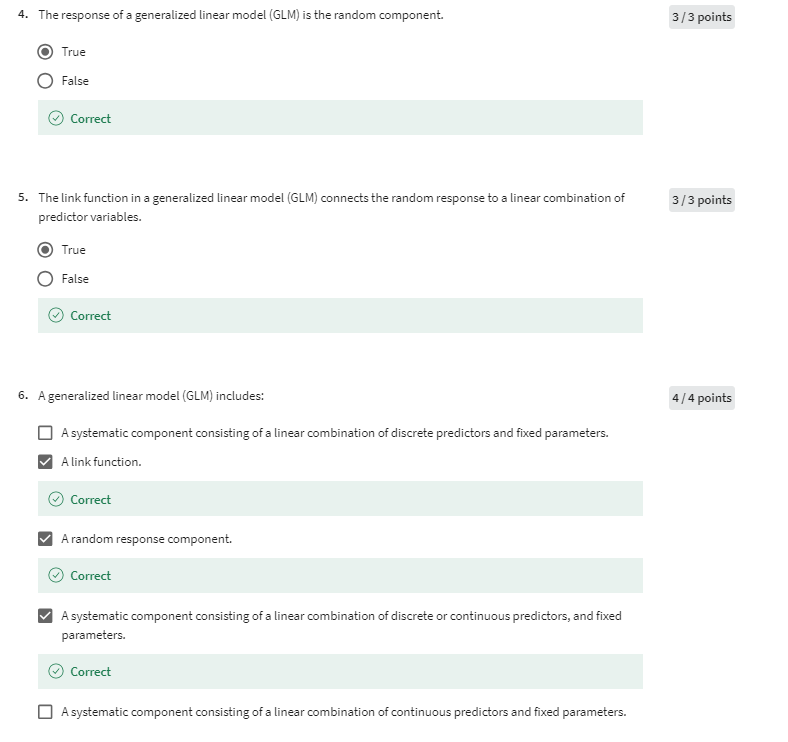 4. The response of a generalized linear model (GLM) is the random component.
3 / 3 points
True
False
Correct
5. The link function in a generalized linear model (GLM) connects the random response to a linear combination of
predictor variables.
3 / 3 points
True
False
Correct
6. A generalized linear model (GLM) includes:
4 / 4 points
A systematic component consisting of a linear combination of discrete predictors and fixed parameters.
A link function.
Correct
A random response component.
Correct
A systematic component consisting of a linear combination of discrete or continuous predictors, and fixed
parameters.
Correct
A systematic component consisting of a linear combination of continuous predictors and fixed parameters.